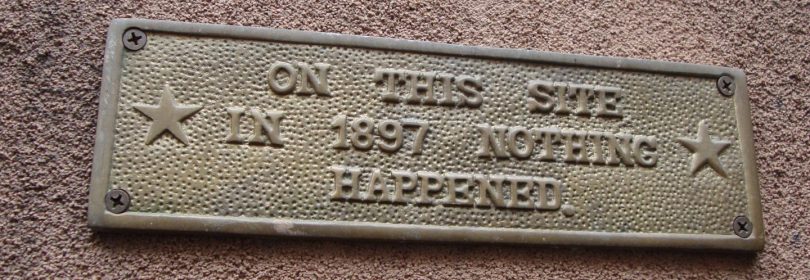 ON THIS SITE
IN 1897 NOTHING
HAPPENED.